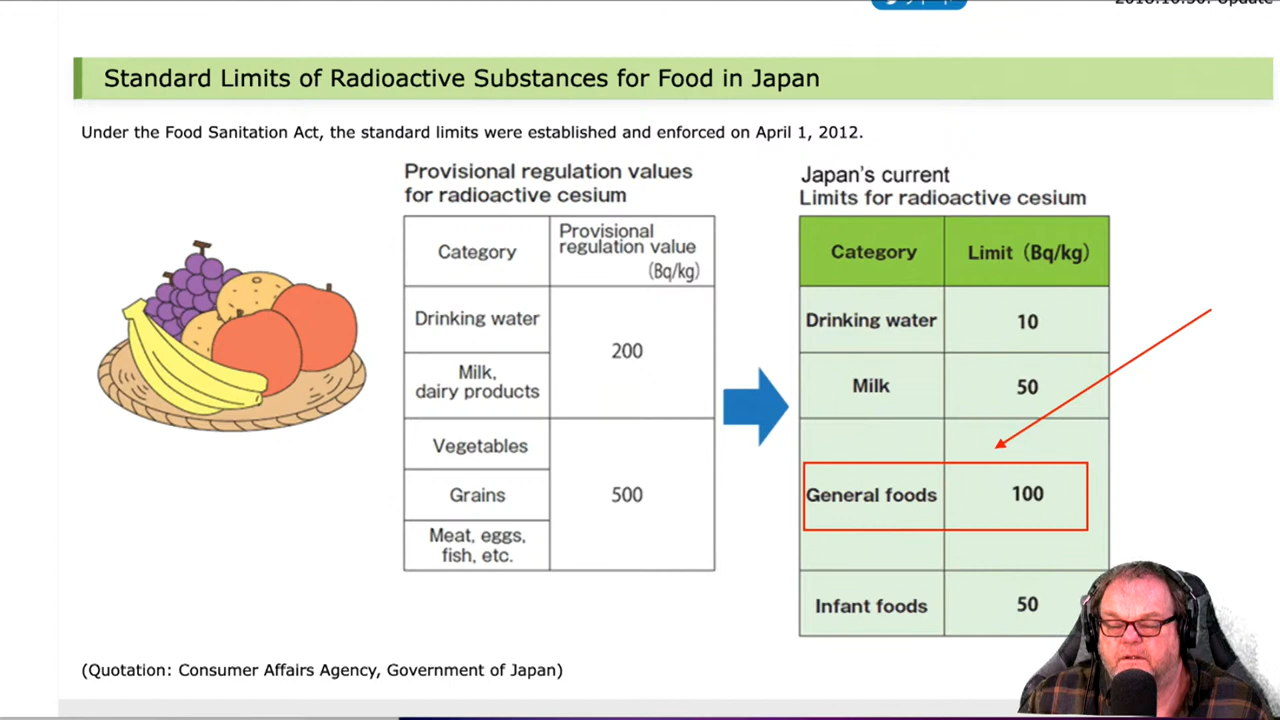 Standard Limits of Radioactive Substances for Food in Japan
Under the Food Sanitation Act, the standard limits were established and enforced on April 1, 2012.
Provisional regulation values
for radioactive cesium
Category
Provisional
regulation value
(Bq/kg)
Drinking water
200
Milk,
dairy products
Vegetables
500
Grains
Meat, eggs,
fish, etc.
Japan's current
Limits for radioactive cesium
Category
Limit (Bq/kg)
Drinking water
10
Milk
50
General foods
100
Infant foods
50
(Quotation: Consumer Affairs Agency, Government of Japan)